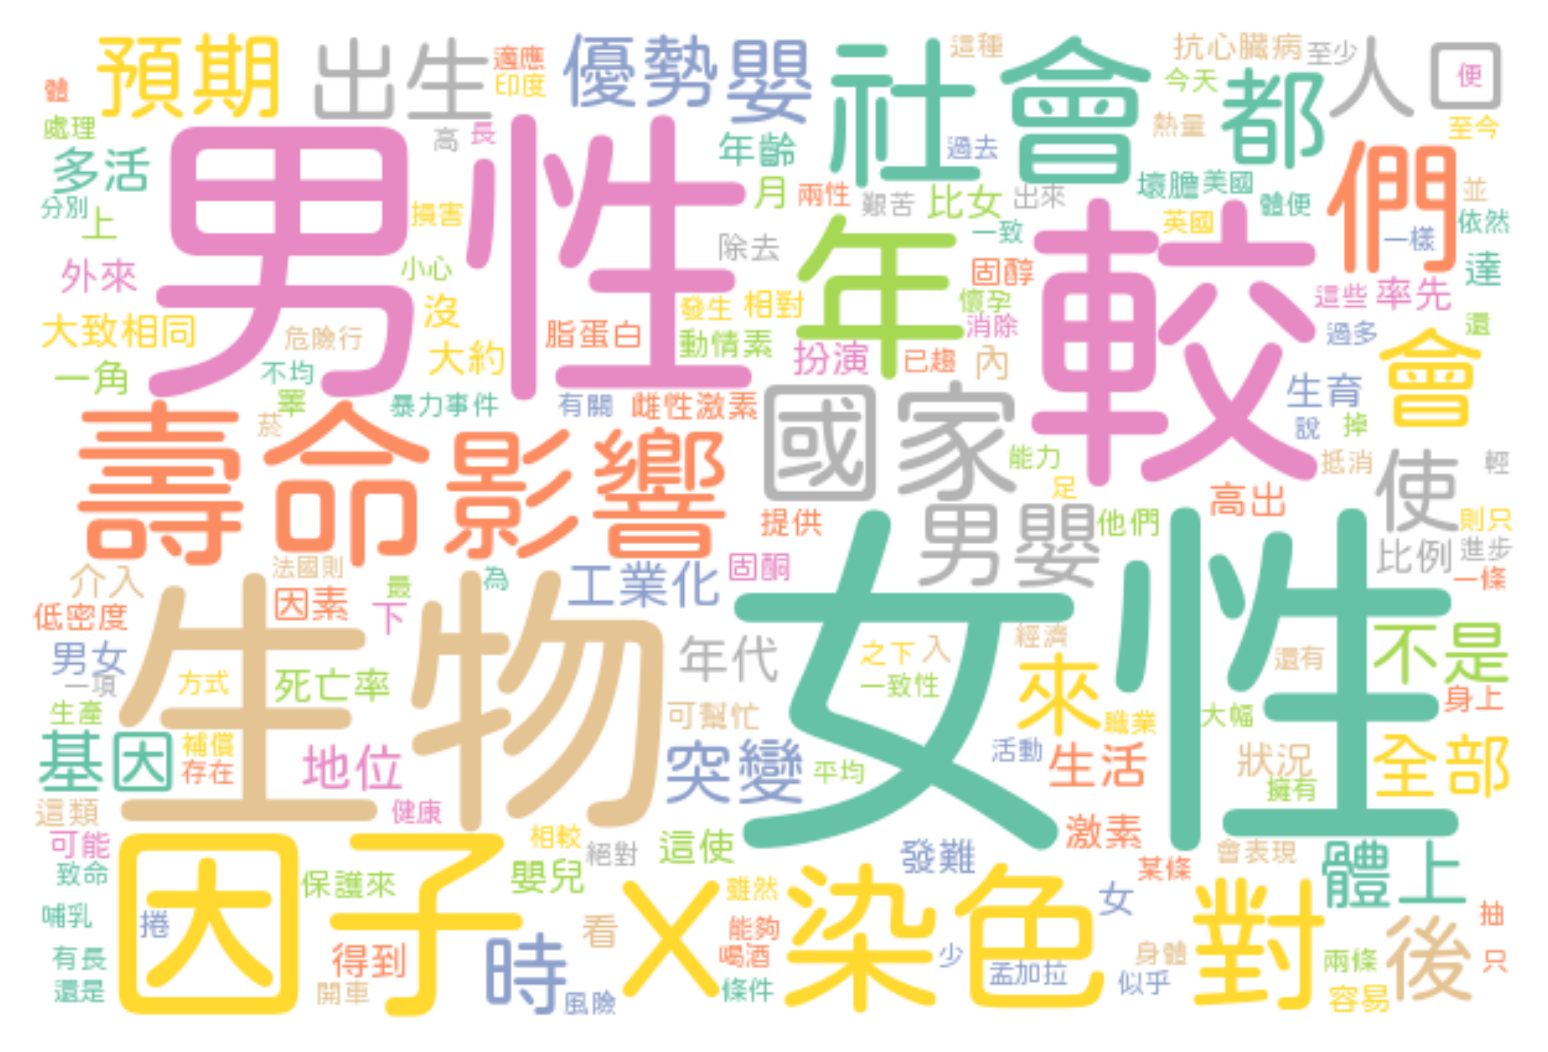 預期 出生 適應 優勢 嬰 社會 這種 抗心臟病 至少 人口 便
體 印度 今天 都
處理 高 長 年齡 過去 熱量 至今
多活 男性 月 兩性 艱苦 比女 出來 壞膽 美國 們 並
分別 上 損害 年 一致 英國 體便 一樣 依然
外來 小心 除去 固醇 較 這些 率先 達
大致相同 沒 發生 相對 懷孕 過多 還
危險行 大約 脂蛋白 動情素 扮演 已趨 消除 內 會
一角 不均 罩 暴力事件 有關 雌性激素 國家 生育
菸 說 掉
壽命 影響 能力 足 高出 抵消 使 輕
提供 男嬰 他們 則只
介入 法國則 最 為 工業化 固酮 比例 進步
低密度 因素 下 女性 一條
男女 生物 年代 之下 入 經濟 還有 不是
一項 方式 死亡率 一致性 來 身上
生產 可幫忙 職業 大幅
基因 補償 地位 突變 平均 活動 生活 狀況 全部
存在 擁有
這類 健康
可能 因子 相較 絕對 這使 發難 激素 會表現 體上
致命 保護來 嬰兒 X 雖然 染色 某條
哺乳 捲 看 能夠 女 對 後 抽
有長 得到 時 喝酒 少 孟加拉 身體 兩條 只
還是 開車 風險 條件 似乎 容易